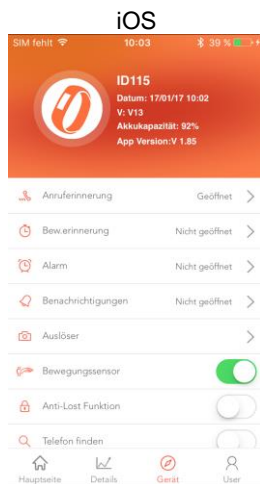 iOS
SIM fehlt 10:03 39 %
ID115
Datum: 17/01/17 10:02
V: V13
Akkukapazität: 92%
App Version:V 1.85
Anruferinnerung Geöffnet
Bew.erinnerung Nicht geöffnet
Alarm Nicht geöffnet
Benachrichtigungen Nicht geöffnet
Auslöser
Bewegungssensor
Anti-Lost Funktion
Telefon finden
Hauptseite Details Gerät User